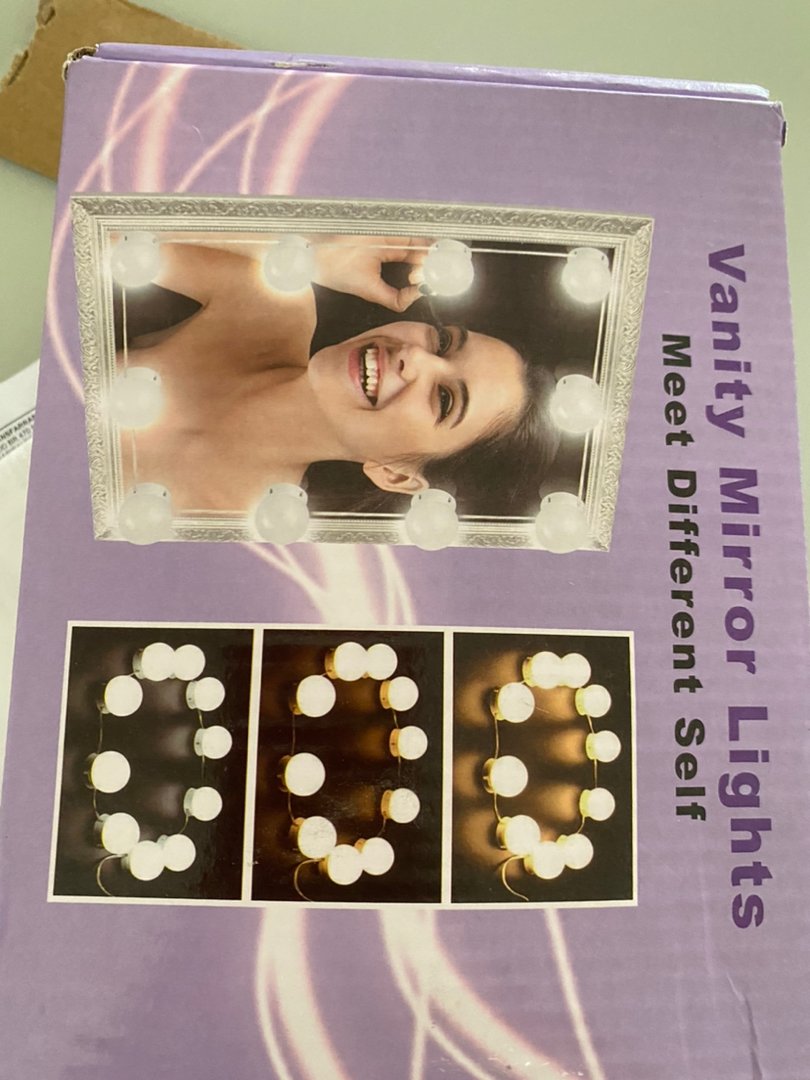 Vanity Mirror Lights
Meet Different Self